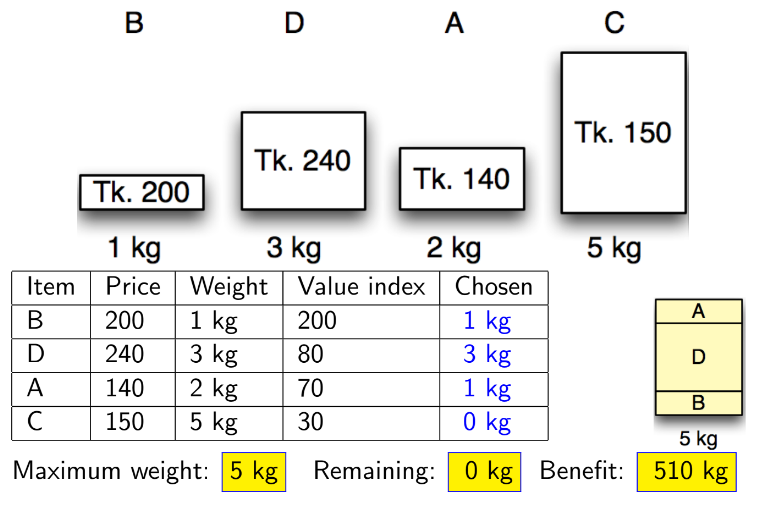 B D A C
Tk. 200 Tk. 240 Tk. 140 Tk. 150
1 kg 3 kg 2 kg 5 kg
Item Price Weight Value index Chosen
B 200 1 kg 200 1 kg
D 240 3 kg 80 3 kg
A 140 2 kg 70 1 kg
C 150 5 kg 30 0 kg
A
D
B
5 kg
Maximum weight: 5 kg Remaining: 0 kg Benefit: 510 kg